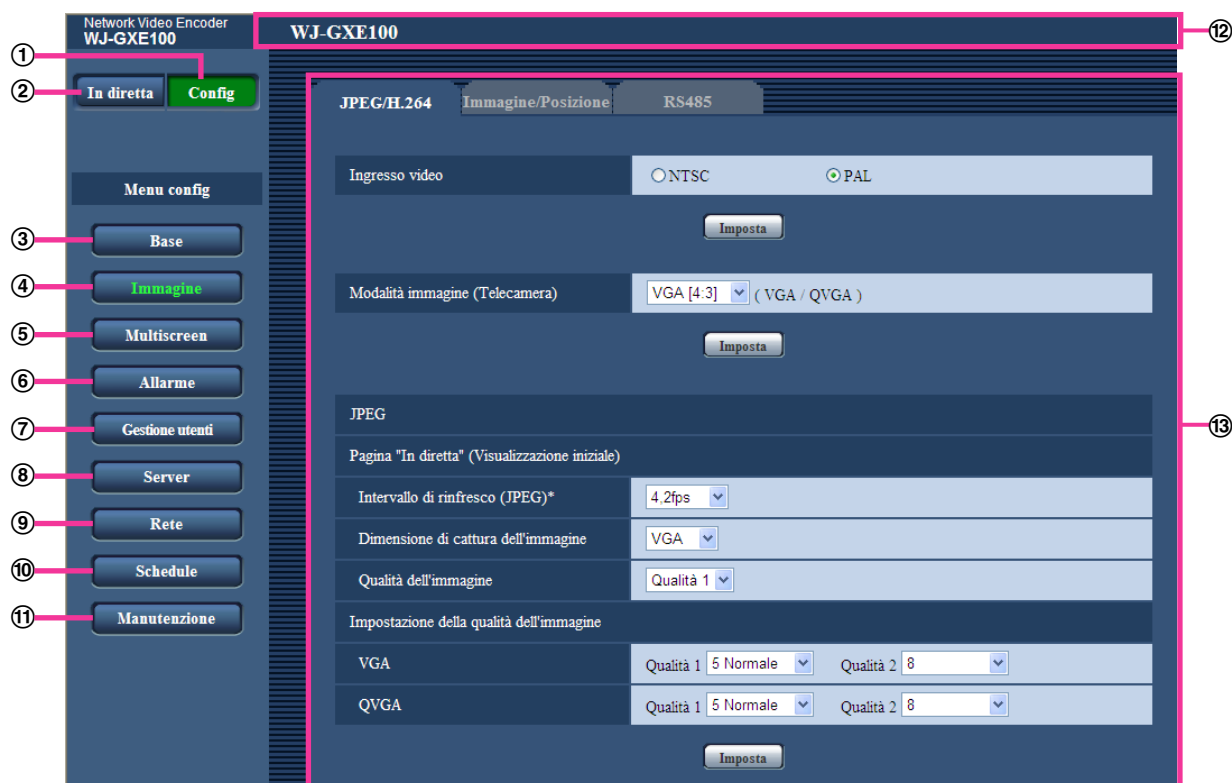 Network Video Encoder
WJ-GXE100
WJ-GXE100
⑫
①
②
In diretta Config
JPEG/H.264 Immagine/Posizione RS485
Menu config
Ingresso video NTSC PAL
Imposta
③ Base
④ Immagine
Modalità immagine (Telecamera) VGA [4:3] ( VGA / QVGA )
⑤ Multiscreen
Imposta
⑥ Allarme
JPEG
⑦ Gestione utenti
⑬
Pagina "In diretta" (Visualizzazione iniziale)
⑧ Server
Intervallo di rinfresco (JPEG)* 4,2fps
⑨ Rete
Dimensione di cattura dell'immagine VGA
⑩ Schedule
Qualità dell'immagine Qualità 1
⑪ Manutenzione
Impostazione della qualità dell'immagine
VGA Qualità 1 5 Normale Qualità 2 8
QVGA Qualità 1 5 Normale Qualità 2 8
Imposta